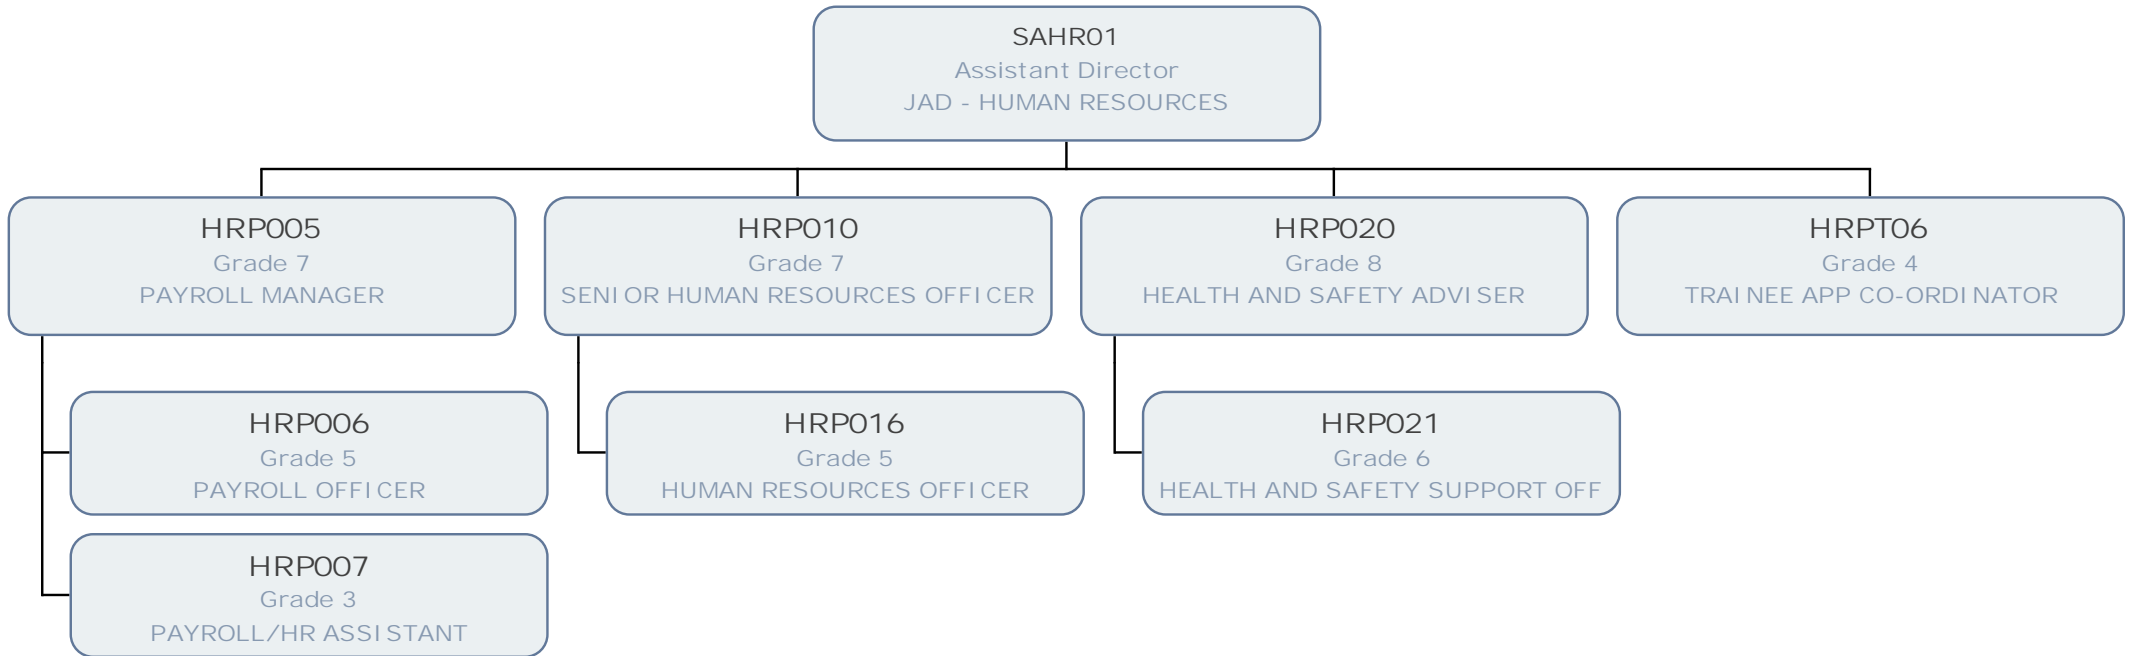 SAHR01
Assistant Director
JAD - HUMAN RESOURCES
HRP005
Grade 7
PAYROLL MANAGER
HRP010
Grade 7
SENIOR HUMAN RESOURCES OFFICER
HRP020
Grade 8
HEALTH AND SAFETY ADVISER
HRPT06
Grade 4
TRAINEE APP CO-ORDINATOR
HRP006
Grade 5
PAYROLL OFFICER
HRP016
Grade 5
HUMAN RESOURCES OFFICER
HRP021
Grade 6
HEALTH AND SAFETY SUPPORT OFF
HRP007
Grade 3
PAYROLL/HR ASSISTANT